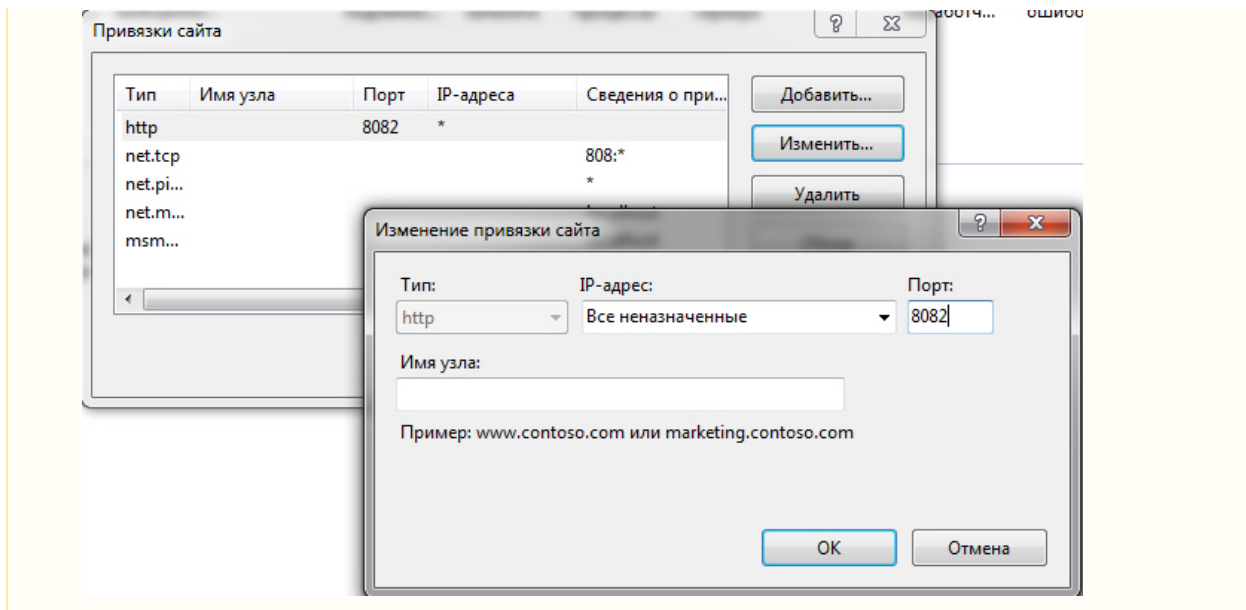 Привязки сайта
Тип Имя узла Порт IP-адреса Сведения о при...
http 8082 *
net.tcp 808:*
net.pi... *
net.m...
msm...
Добавить...
Изменить...
Удалить
Изменение привязки сайта
Тип: IP-адрес: Порт:
http Все неназначенные 8082
Имя узла:
Пример: www.contoso.com или marketing.contoso.com
OK Отмена